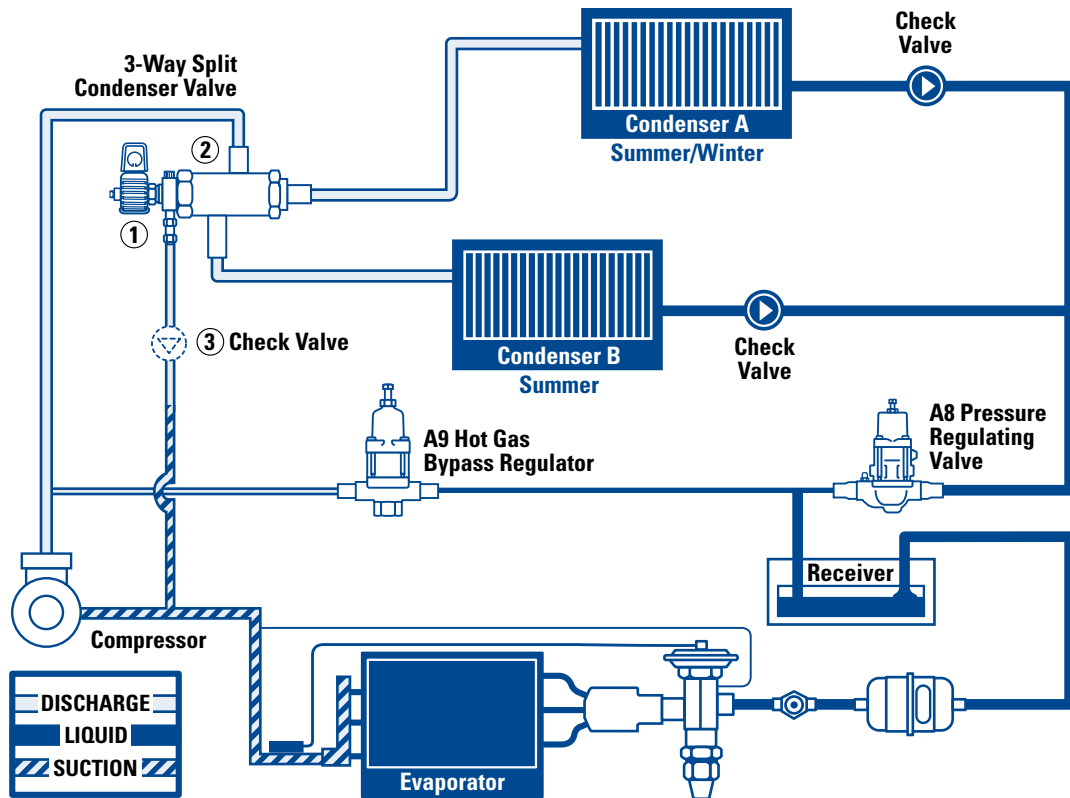 3-Way Split
Condenser Valve
②
①
③ Check Valve
Condenser A
Summer/Winter
Check
Valve
Condenser B
Summer
Check
Valve
A9 Hot Gas
Bypass Regulator
A8 Pressure
Regulating
Valve
Receiver
Compressor
DISCHARGE
LIQUID
SUCTION
Evaporator